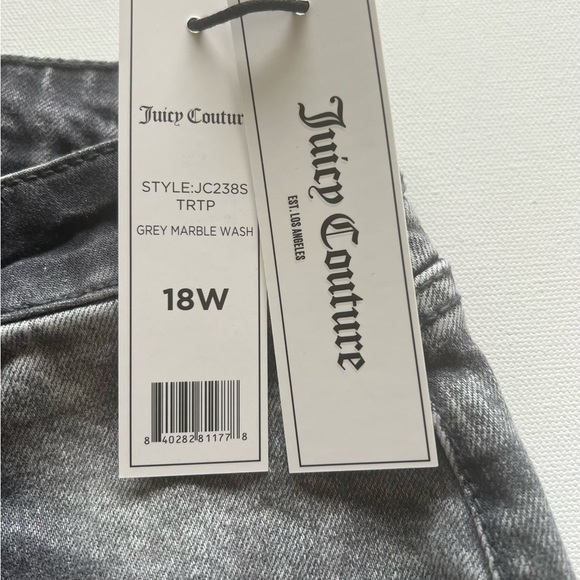 Juicy Coutur
STYLE:JC238S
TRTP
GREY MARBLE WASH
18W
8 40282 81177 8
Juicy Couture
EST. LOS ANGELES